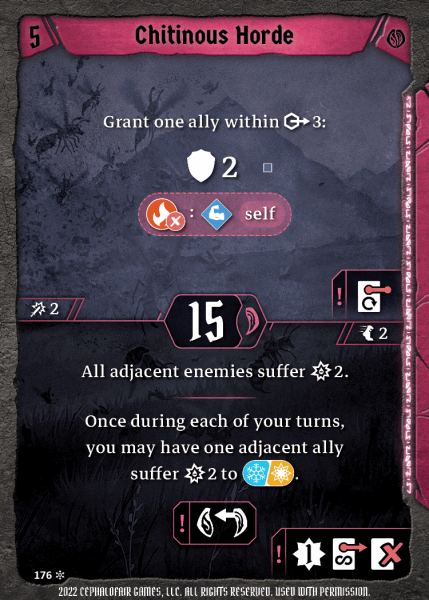 5
Chitinous Horde
Grant one ally within 3:
2
: self
! 
2
15
2
All adjacent enemies suffer 2.
Once during each of your turns,
you may have one adjacent ally
suffer 2 to .
!
! 1 S
176
2022 CEPHALOFAIR GAMES, LLC. ALL RIGHTS RESERVED. USED WITH PERMISSION.